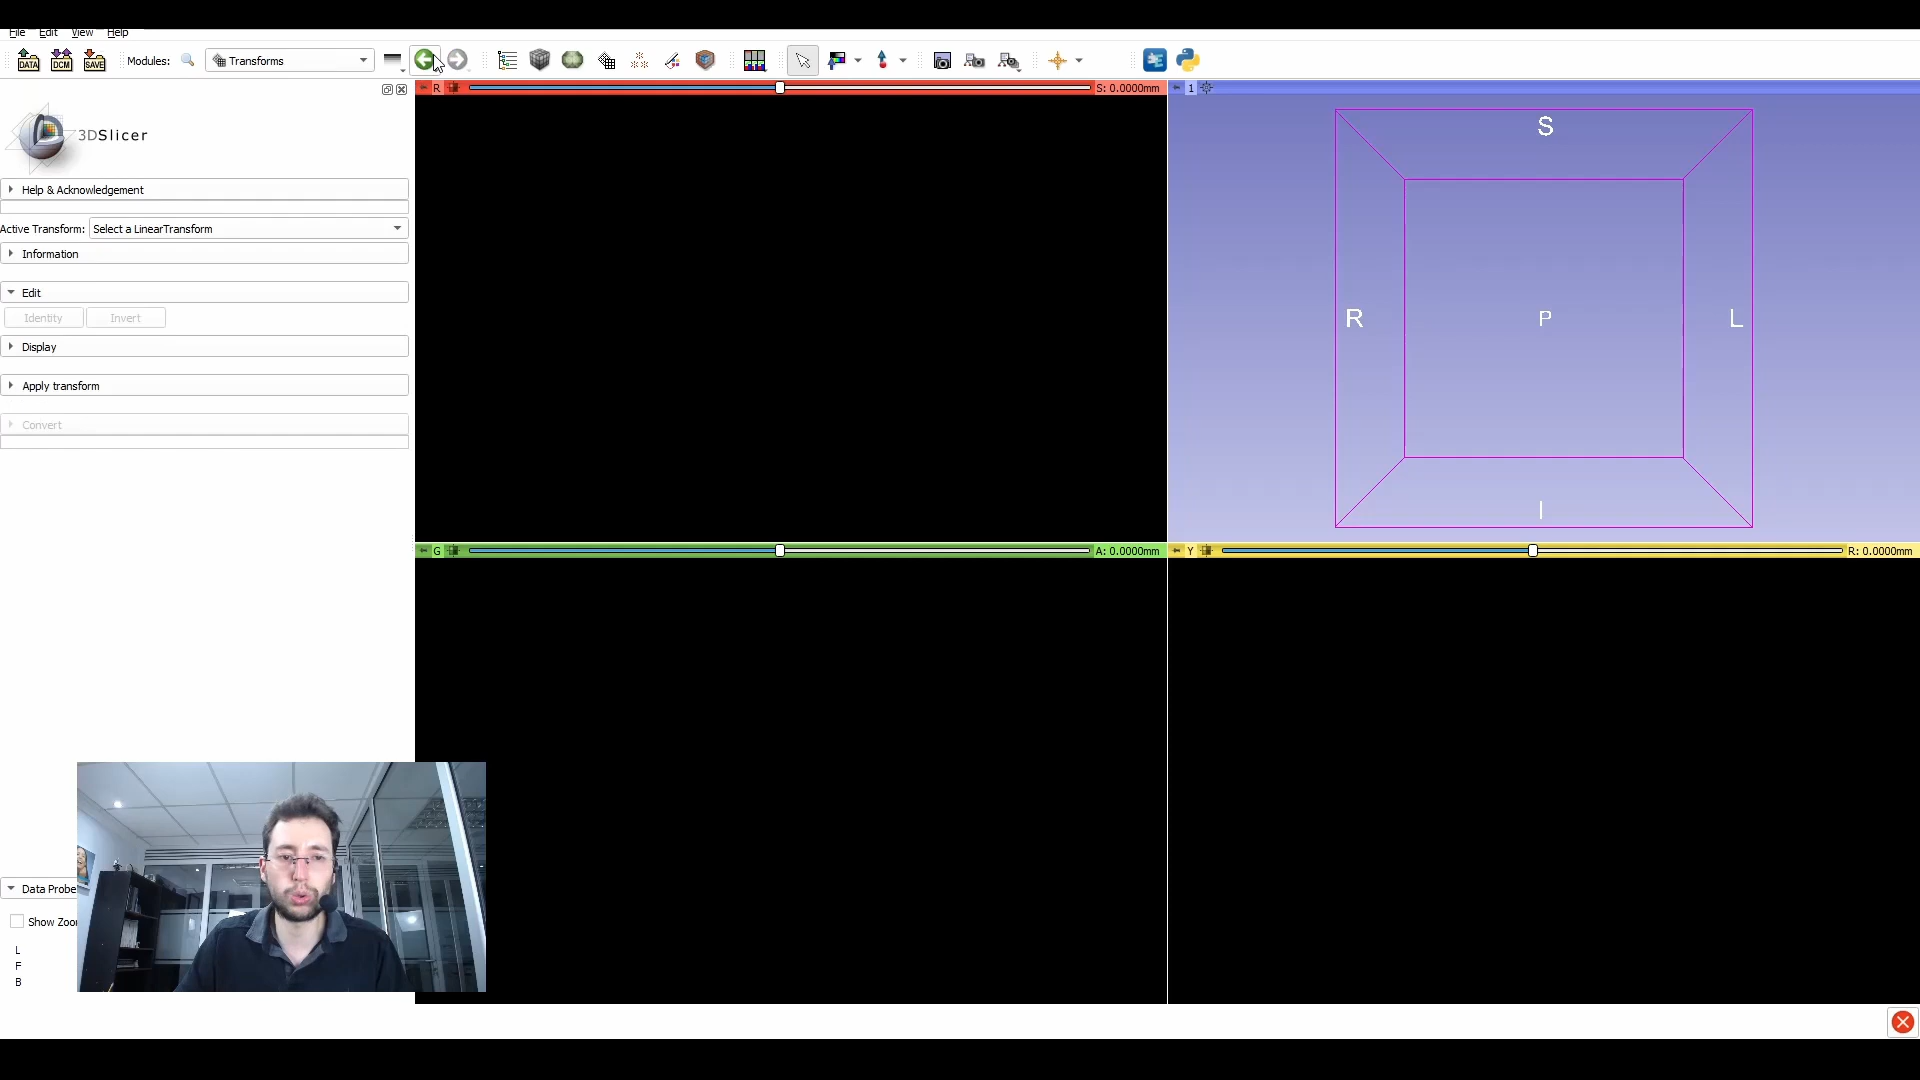 File Edit View Help
DATA DCM SAVE Modules: Transforms
R S: 0.0000mm 1
3DSlicer
Help & Acknowledgement
Active Transform: Select a LinearTransform
Information
Edit
Identity Invert
Display
Apply transform
Convert
S
R P L
I
G A: 0.0000mm Y R: 0.0000mm
Data Probe
Show Zoo
L
F
B